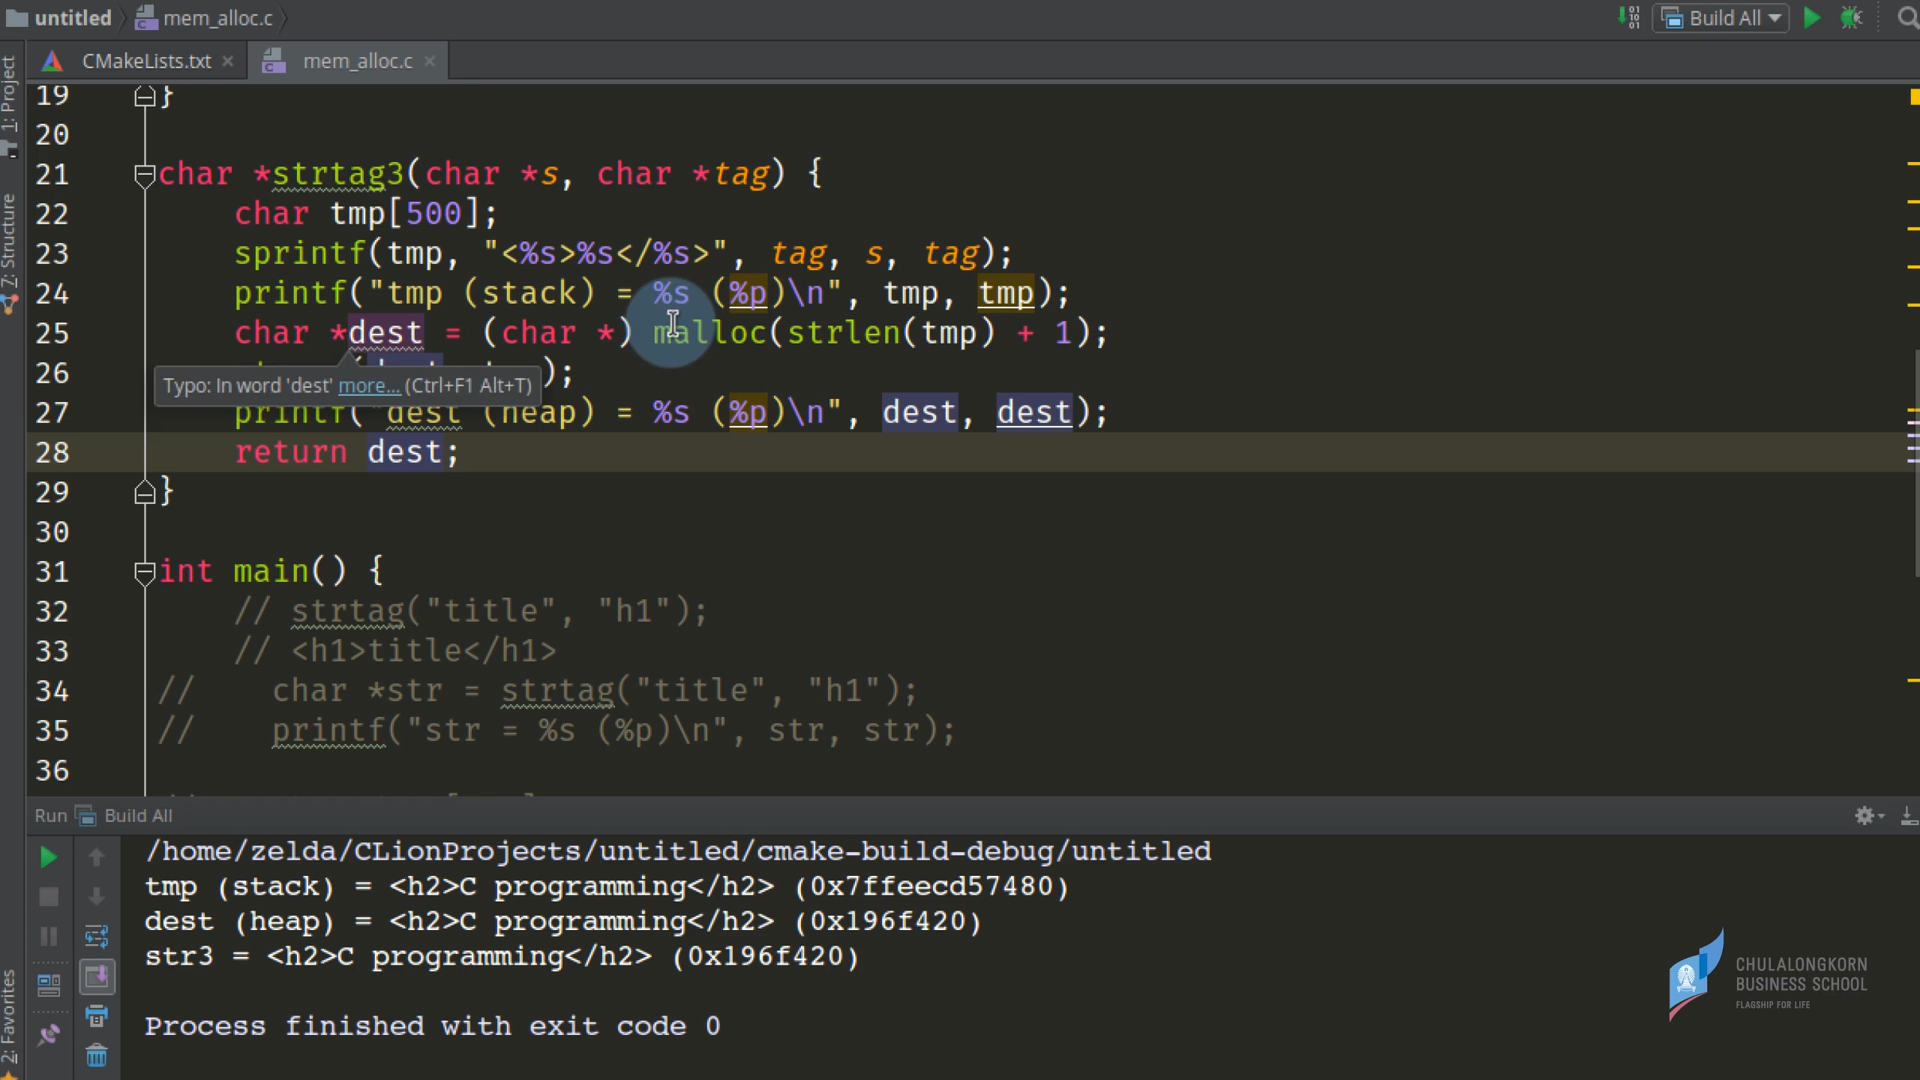 untitled mem_alloc.c Build All
CMakeLists.txt mem_alloc.c
1: Project
7: Structure
2: Favorites
19 }
20
21 char *strtag3(char *s, char *tag) {
22 char tmp[500];
23 sprintf(tmp, "<%s>%s</%s>", tag, s, tag);
24 printf("tmp (stack) = %s (%p)\n", tmp, tmp);
25 char *dest = (char *) malloc(strlen(tmp) + 1);
26 );
Typo: In word 'dest' more... (Ctrl+F1 Alt+T)
27 printf("dest (heap) = %s (%p)\n", dest, dest);
28 return dest;
29 }
30
31 int main() {
32 // strtag("title", "h1");
33 // <h1>title</h1>
34 // char *str = strtag("title", "h1");
35 // printf("str = %s (%p)\n", str, str);
36
Run Build All
/home/zelda/CLionProjects/untitled/cmake-build-debug/untitled
tmp (stack) = <h2>C programming</h2> (0x7ffeecd57480)
dest (heap) = <h2>C programming</h2> (0x196f420)
str3 = <h2>C programming</h2> (0x196f420)
Process finished with exit code 0
CHULALONGKORN
BUSINESS SCHOOL
FLAGSHIP FOR LIFE